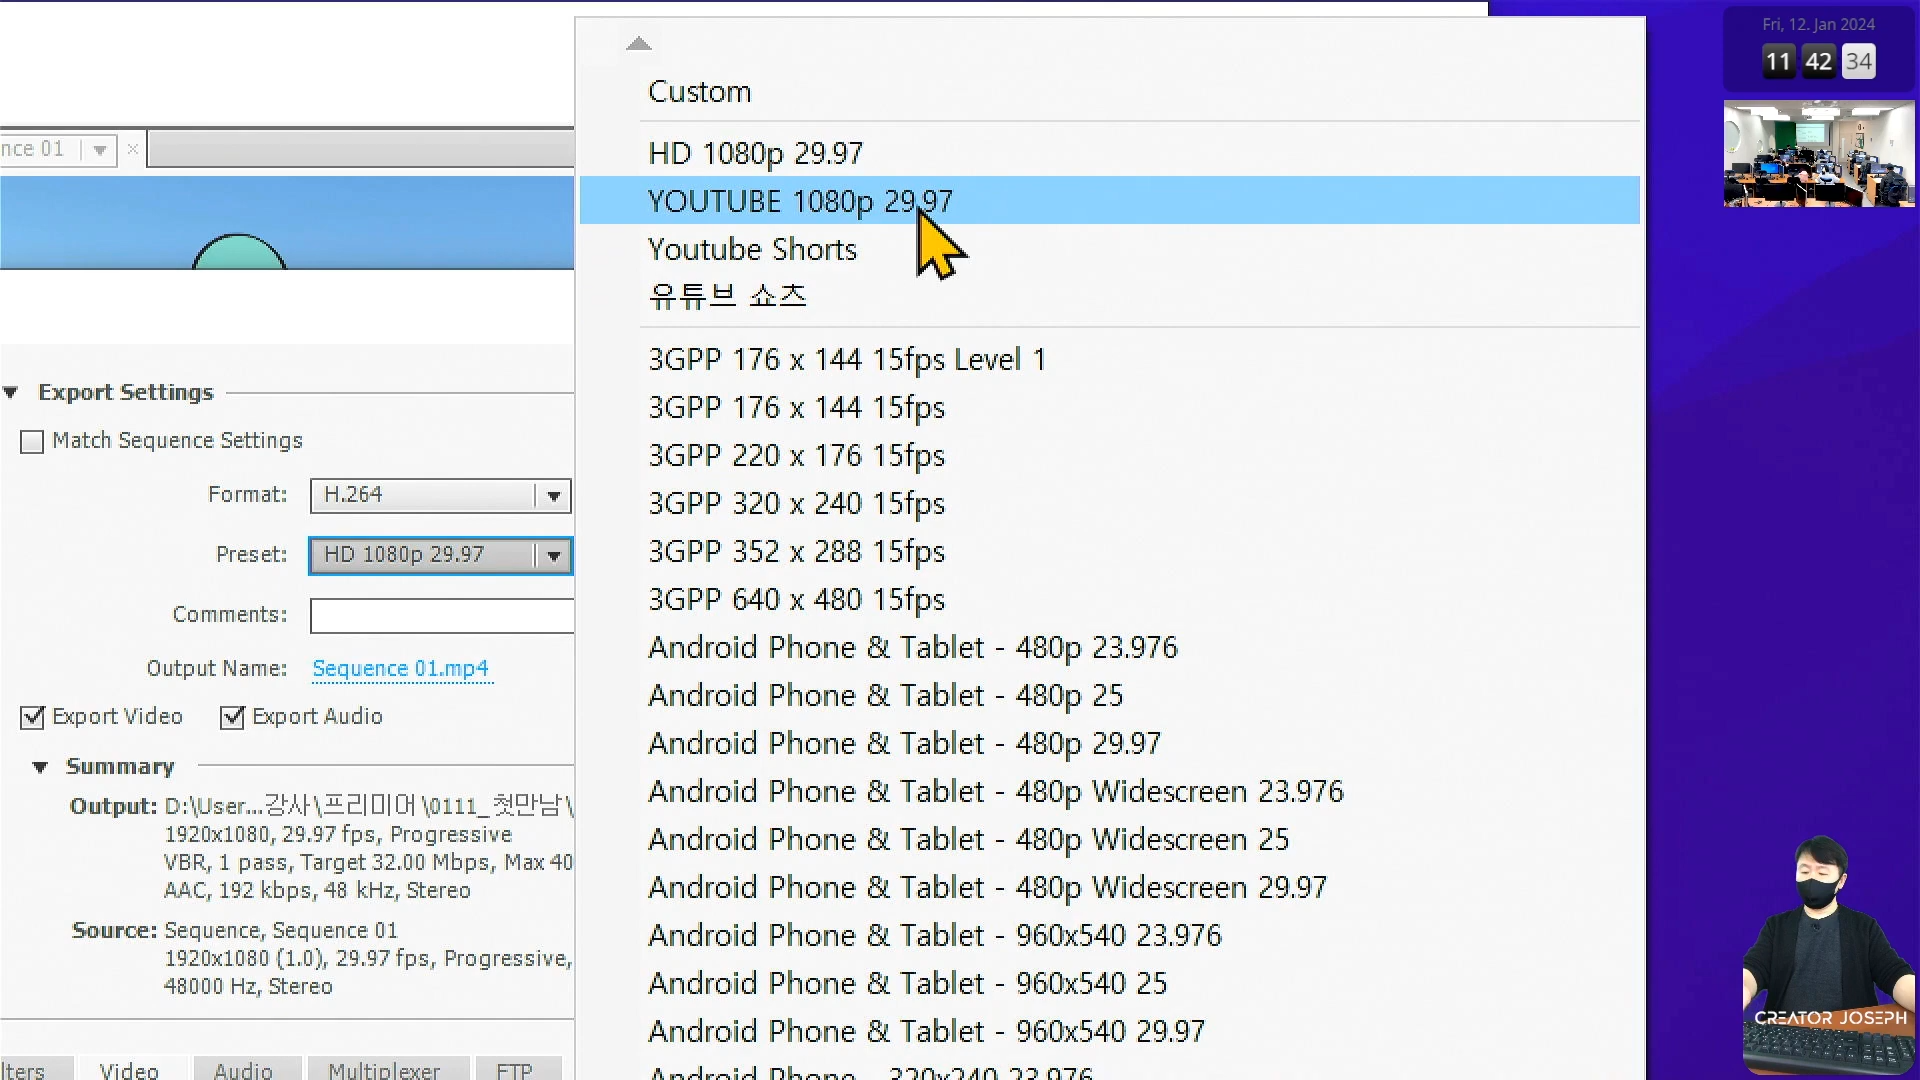 Fri, 12. Jan 2024
11 42 34
Custom
HD 1080p 29.97
YOUTUBE 1080p 29.97
Youtube Shorts
유튜브 쇼츠
3GPP 176 x 144 15fps Level 1
3GPP 176 x 144 15fps
3GPP 220 x 176 15fps
3GPP 320 x 240 15fps
3GPP 352 x 288 15fps
3GPP 640 x 480 15fps
Android Phone & Tablet - 480p 23.976
Android Phone & Tablet - 480p 25
Android Phone & Tablet - 480p 29.97
Android Phone & Tablet - 480p Widescreen 23.976
Android Phone & Tablet - 480p Widescreen 25
Android Phone & Tablet - 480p Widescreen 29.97
Android Phone & Tablet - 960x540 23.976
Android Phone & Tablet - 960x540 25
Android Phone & Tablet - 960x540 29.97
Android Phone - 320x240 23.976
nce 01
Export Settings
Match Sequence Settings
Format: H.264
Preset: HD 1080p 29.97
Comments:
Output Name: Sequence 01.mp4
Export Video Export Audio
Summary
Output: D:\User...강사\프리미어\0111_첫만남\
1920x1080, 29.97 fps, Progressive
VBR, 1 pass, Target 32.00 Mbps, Max 40
AAC, 192 kbps, 48 kHz, Stereo
Source: Sequence, Sequence 01
1920x1080 (1.0), 29.97 fps, Progressive,
48000 Hz, Stereo
lters Video Audio Multiplexer FTP
CREATOR JOSEPH